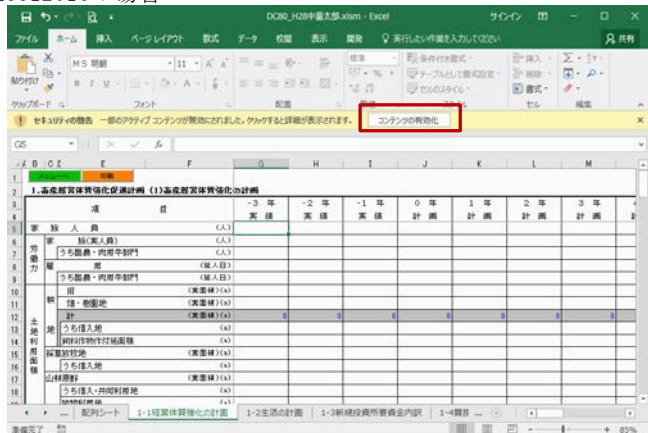 DC80_H28中畜太郎.xlsm - Excel
サインイン
ファイル ホーム 挿入 ページ レイアウト 数式 データ 校閲 表示 開発 実行したい作業を入力してください 共有
ＭＳ 明朝 11 標準 条件付き書式 挿入
貼り付け テーブルとして書式設定 削除
セルのスタイル 書式
クリップボード フォント 配置 数値 スタイル セル 編集
セキュリティの警告 一部のアクティブ コンテンツが無効にされました。クリックすると詳細が表示されます。 コンテンツの有効化
G5 fx
A B C E F G H I J K L M
1 メニューへ 印刷
2 1.畜産経営体質強化促進計画 (1)畜産経営体質強化の計画
3 項 目 -3 年 -2 年 -1 年 0 年 1 年 2 年 3 年
4 実 績 実 績 実 績 計 画 計 画 計 画 計 画
5 家 族 人 員 (人)
6 労働力 家 族(実人員) (人)
7 うち酪農・肉用牛部門 (人)
8 雇 用 (延人日)
9 うち酪農・肉用牛部門 (延人日)
10 土地利用面積 耕地 田 (実面積)(a)
11 畑・樹園地 (実面積)(a)
12 計 (実面積)(a) 0 0 0 0 0 0 0
13 うち借入地 (a)
14 飼料作物作付延面積 (a)
15 採草放牧地 (実面積)(a)
16 うち借入地 (a)
17 山林原野 (実面積)(a)
18 うち借入・共同利用地 (a)
... 配列シート 1-1経営体質強化の計画 1-2生活の計画 1-3新規投資所要資金内訳 ...
準備完了 85%